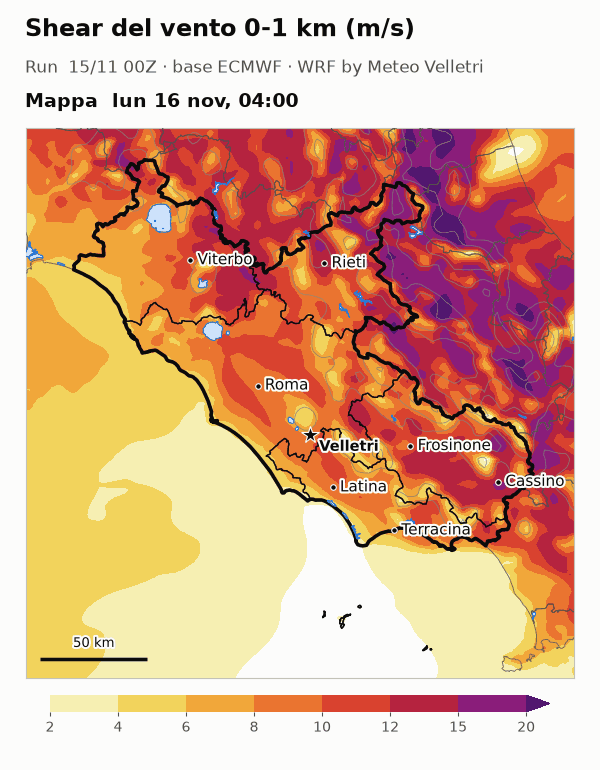 Shear del vento 0-1 km (m/s)
Run  15/11 00Z · base ECMWF · WRF by Meteo Velletri
Mappa  lun 16 nov, 04:00
Viterbo
Rieti
Roma
Velletri
Frosinone
Latina
Cassino
Terracina
50 km
2 4 6 8 10 12 15 20